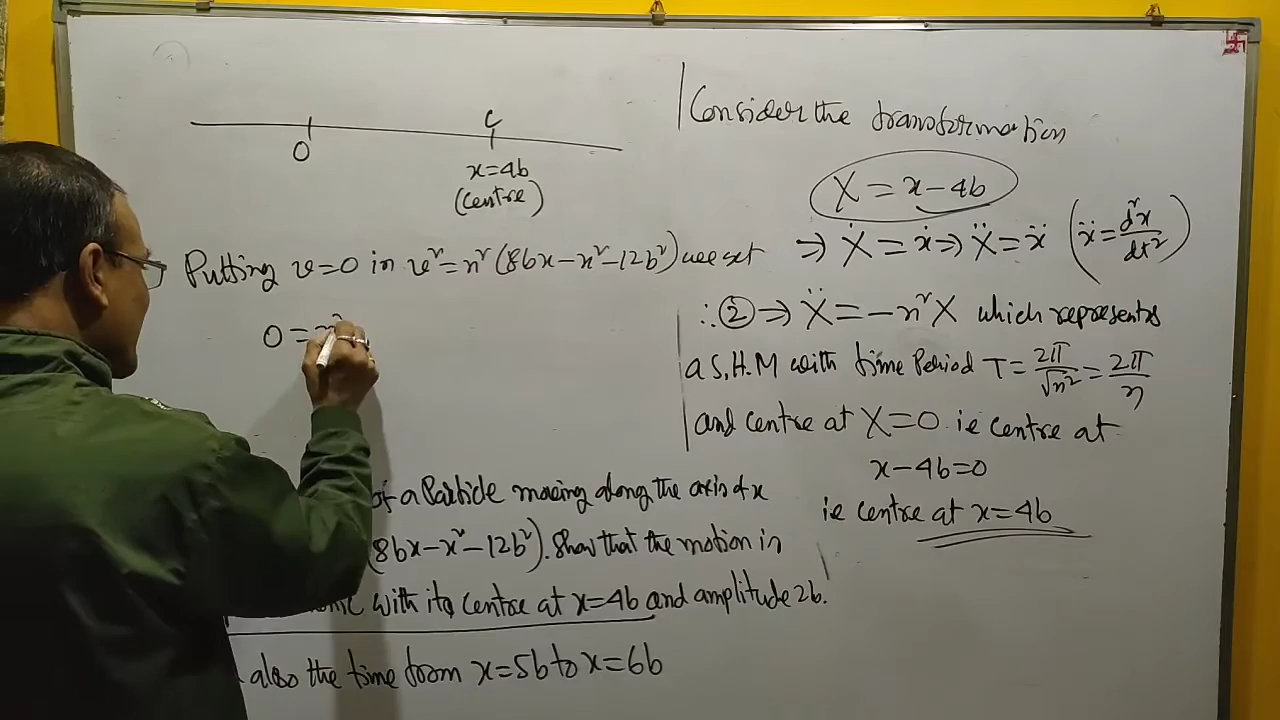 O
C
x=4b
(Centre)
Putting v=0 in v²=n²(8bx-x²-12b²) we get
0=n²
of a Particle moving along the axis of x
(8bx-x²-12b²). Show that the motion is
with its centre at x=4b and amplitude 2b.
also the time from x=5b to x=6b
Consider the transformation
X=x-4b
⇒ Ẋ=ẋ⇒ Ẍ=ẍ (ẍ=d²x/dt²)
∴ ②⇒ Ẍ=-n²X which represents
a S.H.M with time Period T=2π/√n²=2π/n
and centre at X=0 ie centre at
x-4b=0
ie centre at x=4b